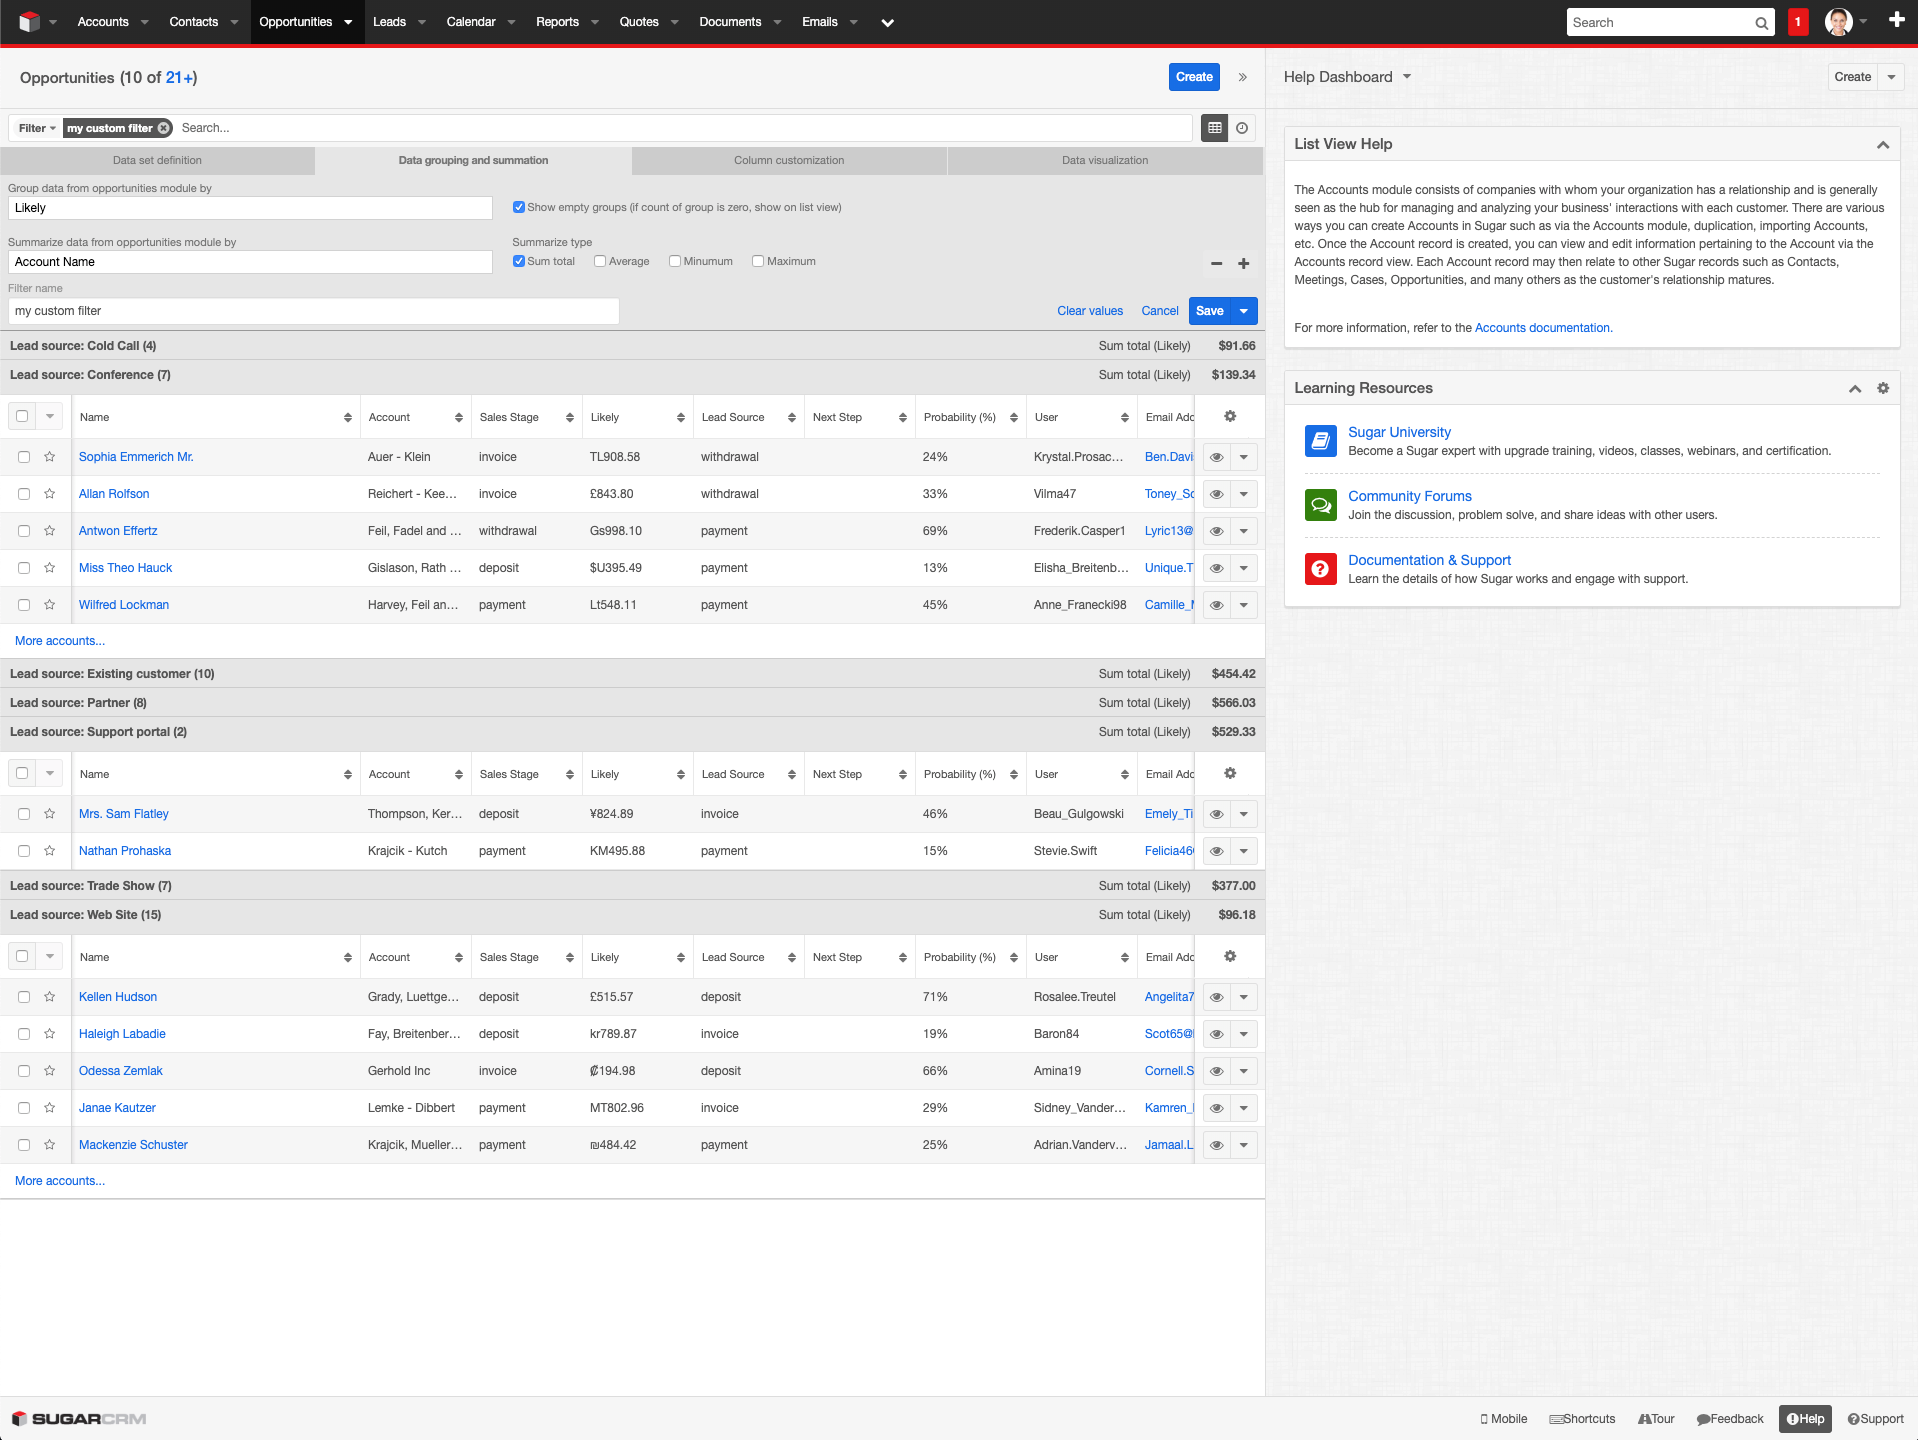 Accounts Contacts Opportunities Leads Calendar Reports Quotes Documents Emails Search 1
Opportunities (10 of 21+) Create
Filter my custom filter Search...
Data set definition Data grouping and summation Column customization Data visualization
Group data from opportunities module by
Likely Show empty groups (if count of group is zero, show on list view)
Summarize data from opportunities module by Summarize type
Account Name Sum total Average Minumum Maximum
Filter name
my custom filter Clear values Cancel Save
Lead source: Cold Call (4) Sum total (Likely) $91.66
Lead source: Conference (7) Sum total (Likely) $139.34
Name Account Sales Stage Likely Lead Source Next Step Probability (%) User Email Adc
Sophia Emmerich Mr. Auer - Klein invoice TL908.58 withdrawal 24% Krystal.Prosac... Ben.Davi
Allan Rolfson Reichert - Kee... invoice £843.80 withdrawal 33% Vilma47 Toney_Sc
Antwon Effertz Feil, Fadel and ... withdrawal Gs998.10 payment 69% Frederik.Casper1 Lyric13@
Miss Theo Hauck Gislason, Rath ... deposit $U395.49 payment 13% Elisha_Breitenb... Unique.T
Wilfred Lockman Harvey, Feil an... payment Lt548.11 payment 45% Anne_Franecki98 Camille_
More accounts...
Lead source: Existing customer (10) Sum total (Likely) $454.42
Lead source: Partner (8) Sum total (Likely) $566.03
Lead source: Support portal (2) Sum total (Likely) $529.33
Name Account Sales Stage Likely Lead Source Next Step Probability (%) User Email Adc
Mrs. Sam Flatley Thompson, Ker... deposit ¥824.89 invoice 46% Beau_Gulgowski Emely_Ti
Nathan Prohaska Krajcik - Kutch payment KM495.88 payment 15% Stevie.Swift Felicia46
Lead source: Trade Show (7) Sum total (Likely) $377.00
Lead source: Web Site (15) Sum total (Likely) $96.18
Name Account Sales Stage Likely Lead Source Next Step Probability (%) User Email Adc
Kellen Hudson Grady, Luettge... deposit £515.57 deposit 71% Rosalee.Treutel Angelita7
Haleigh Labadie Fay, Breitenber... deposit kr789.87 invoice 19% Baron84 Scot65@
Odessa Zemlak Gerhold Inc invoice ₡194.98 deposit 66% Amina19 Cornell.S
Janae Kautzer Lemke - Dibbert payment MT802.96 invoice 29% Sidney_Vander... Kamren_
Mackenzie Schuster Krajcik, Mueller... payment ₪484.42 payment 25% Adrian.Vanderv... Jamaal.L
More accounts...
Help Dashboard Create
List View Help
The Accounts module consists of companies with whom your organization has a relationship and is generally
seen as the hub for managing and analyzing your business' interactions with each customer. There are various
ways you can create Accounts in Sugar such as via the Accounts module, duplication, importing Accounts,
etc. Once the Account record is created, you can view and edit information pertaining to the Account via the
Accounts record view. Each Account record may then relate to other Sugar records such as Contacts,
Meetings, Cases, Opportunities, and many others as the customer's relationship matures.
For more information, refer to the Accounts documentation.
Learning Resources
Sugar University
Become a Sugar expert with upgrade training, videos, classes, webinars, and certification.
Community Forums
Join the discussion, problem solve, and share ideas with other users.
Documentation & Support
Learn the details of how Sugar works and engage with support.
SUGARCRM Mobile Shortcuts Tour Feedback Help Support